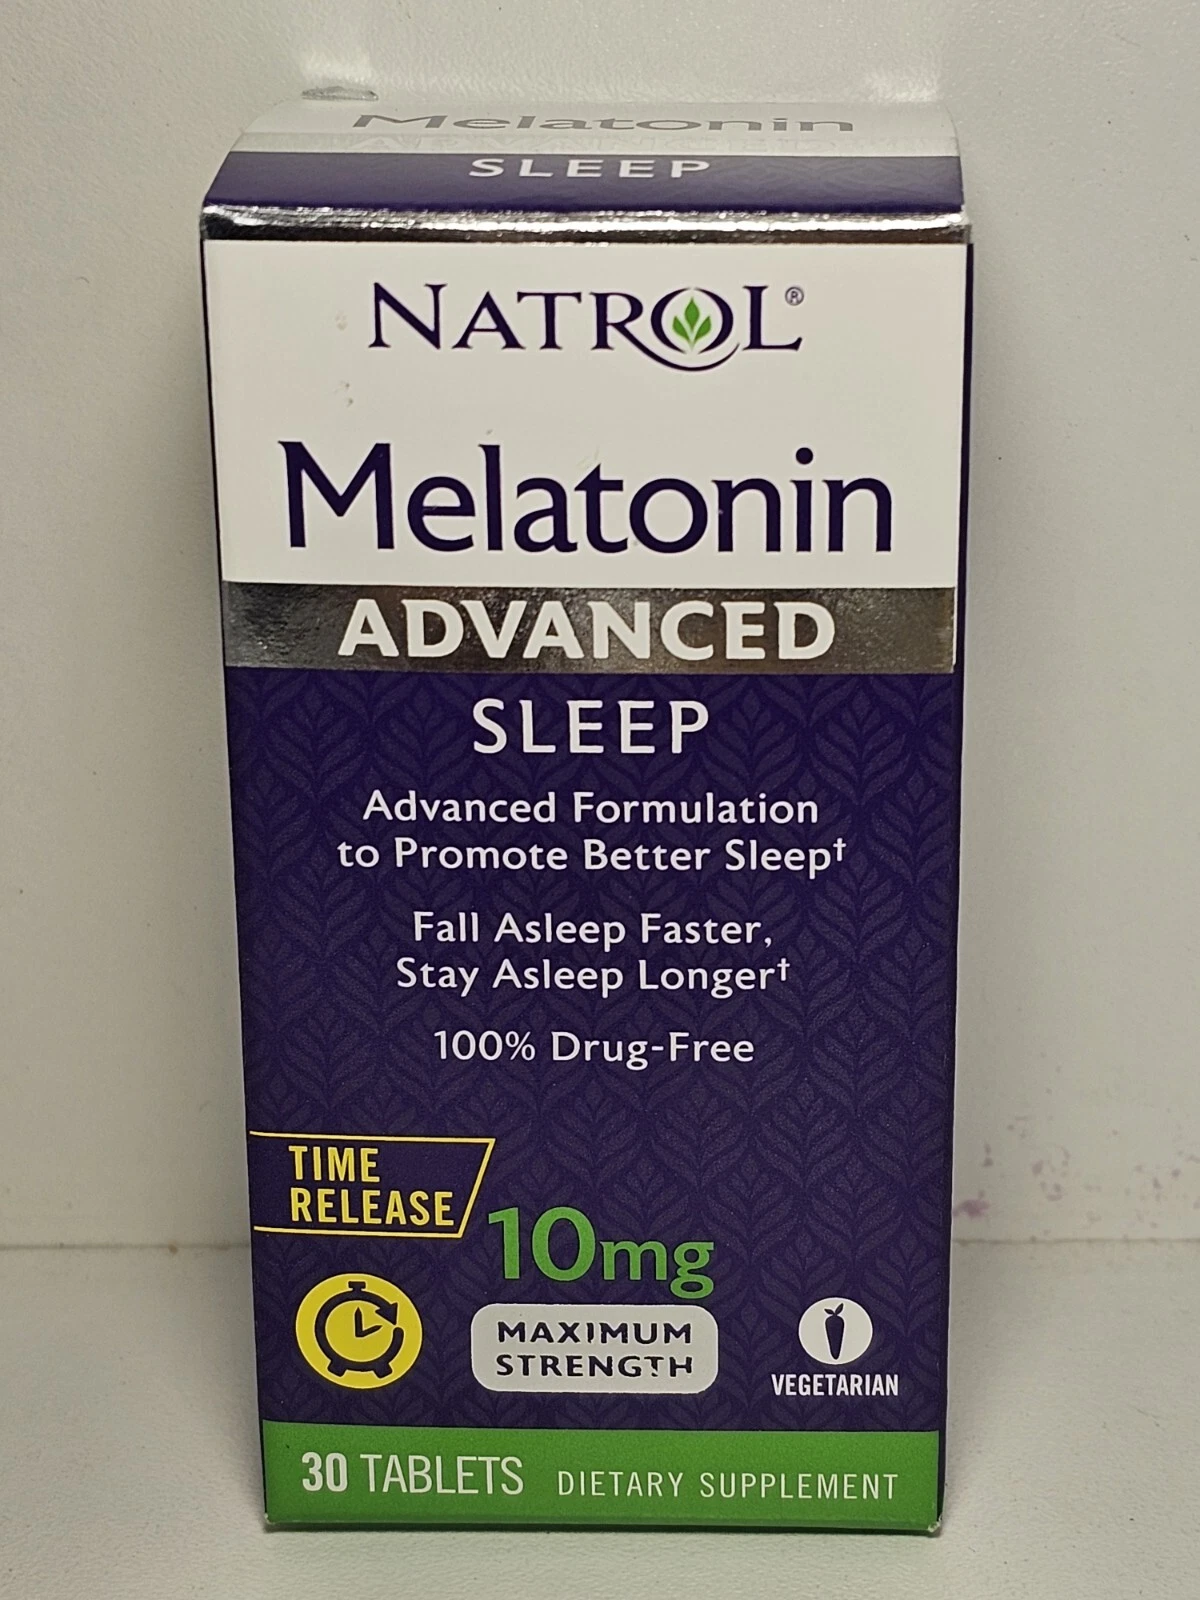 Melatonin
ADVANCED
SLEEP
NATROL®
Melatonin
ADVANCED
SLEEP
Advanced Formulation
to Promote Better Sleep†
Fall Asleep Faster,
Stay Asleep Longer†
100% Drug-Free
TIME
RELEASE
10mg
MAXIMUM
STRENGTH
VEGETARIAN
30 TABLETS DIETARY SUPPLEMENT